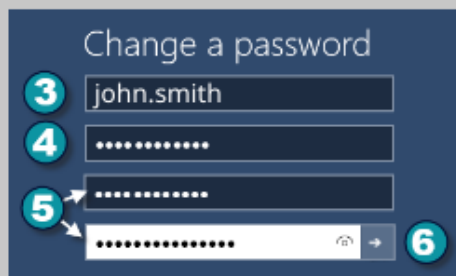 Change a password
3 john.smith
4 ●●●●●●●●●●●●
5 ●●●●●●●●●●●●
●●●●●●●●●●●●●●● 6